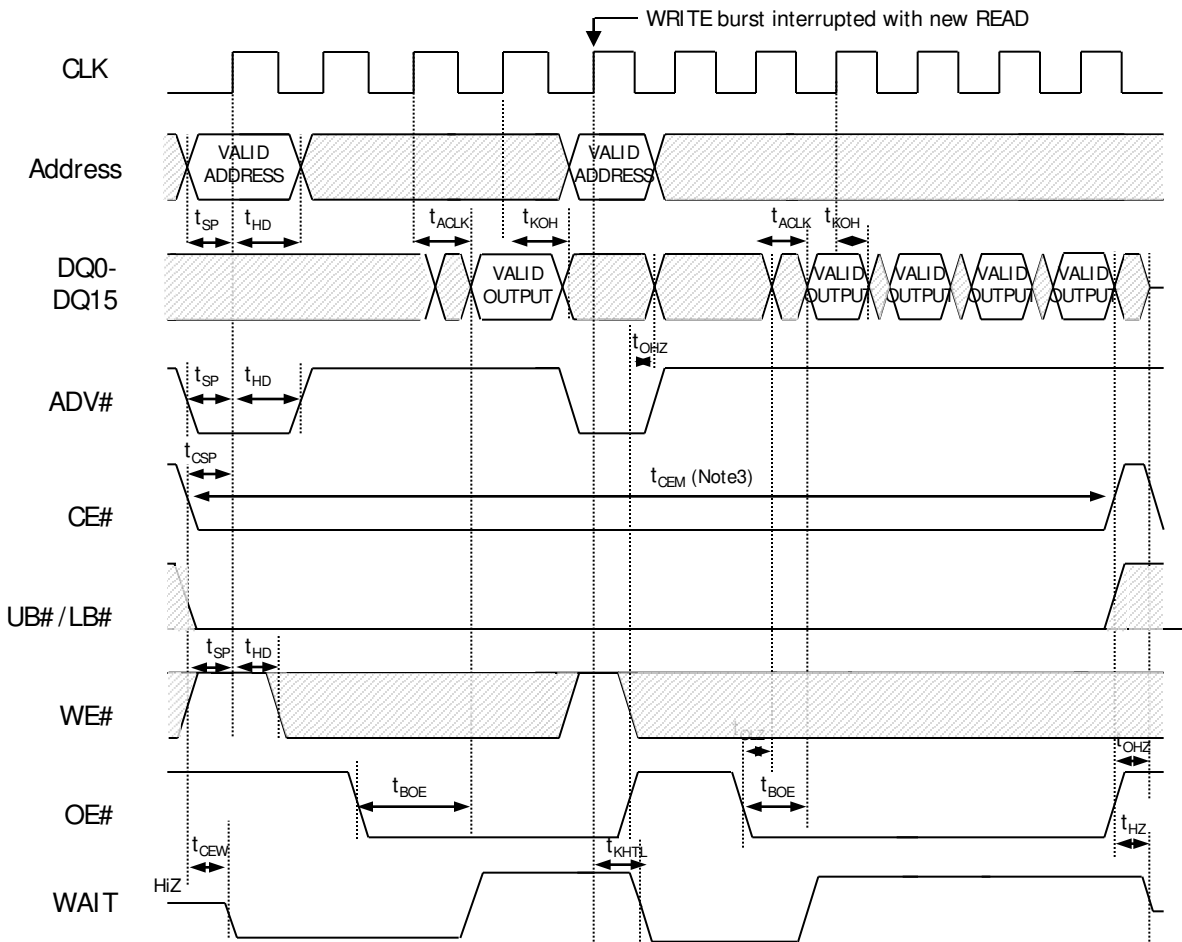 WRITE burst interrupted with new READ
CLK
Address
VALID
ADDRESS
VALID
ADDRESS
tSP
tHD
tACLK
tKOH
tACLK
tKOH
DQ0-
DQ15
VALID
OUTPUT
VALID
OUTPUT
VALID
OUTPUT
VALID
OUTPUT
VALID
OUTPUT
tOHZ
tSP
tHD
ADV#
tCSP
tCEM (Note3)
CE#
UB# / LB#
tSP
tHD
WE#
tOHZ
tBOE
tBOE
OE#
tCEW
tKHTL
tHZ
HiZ
WAIT